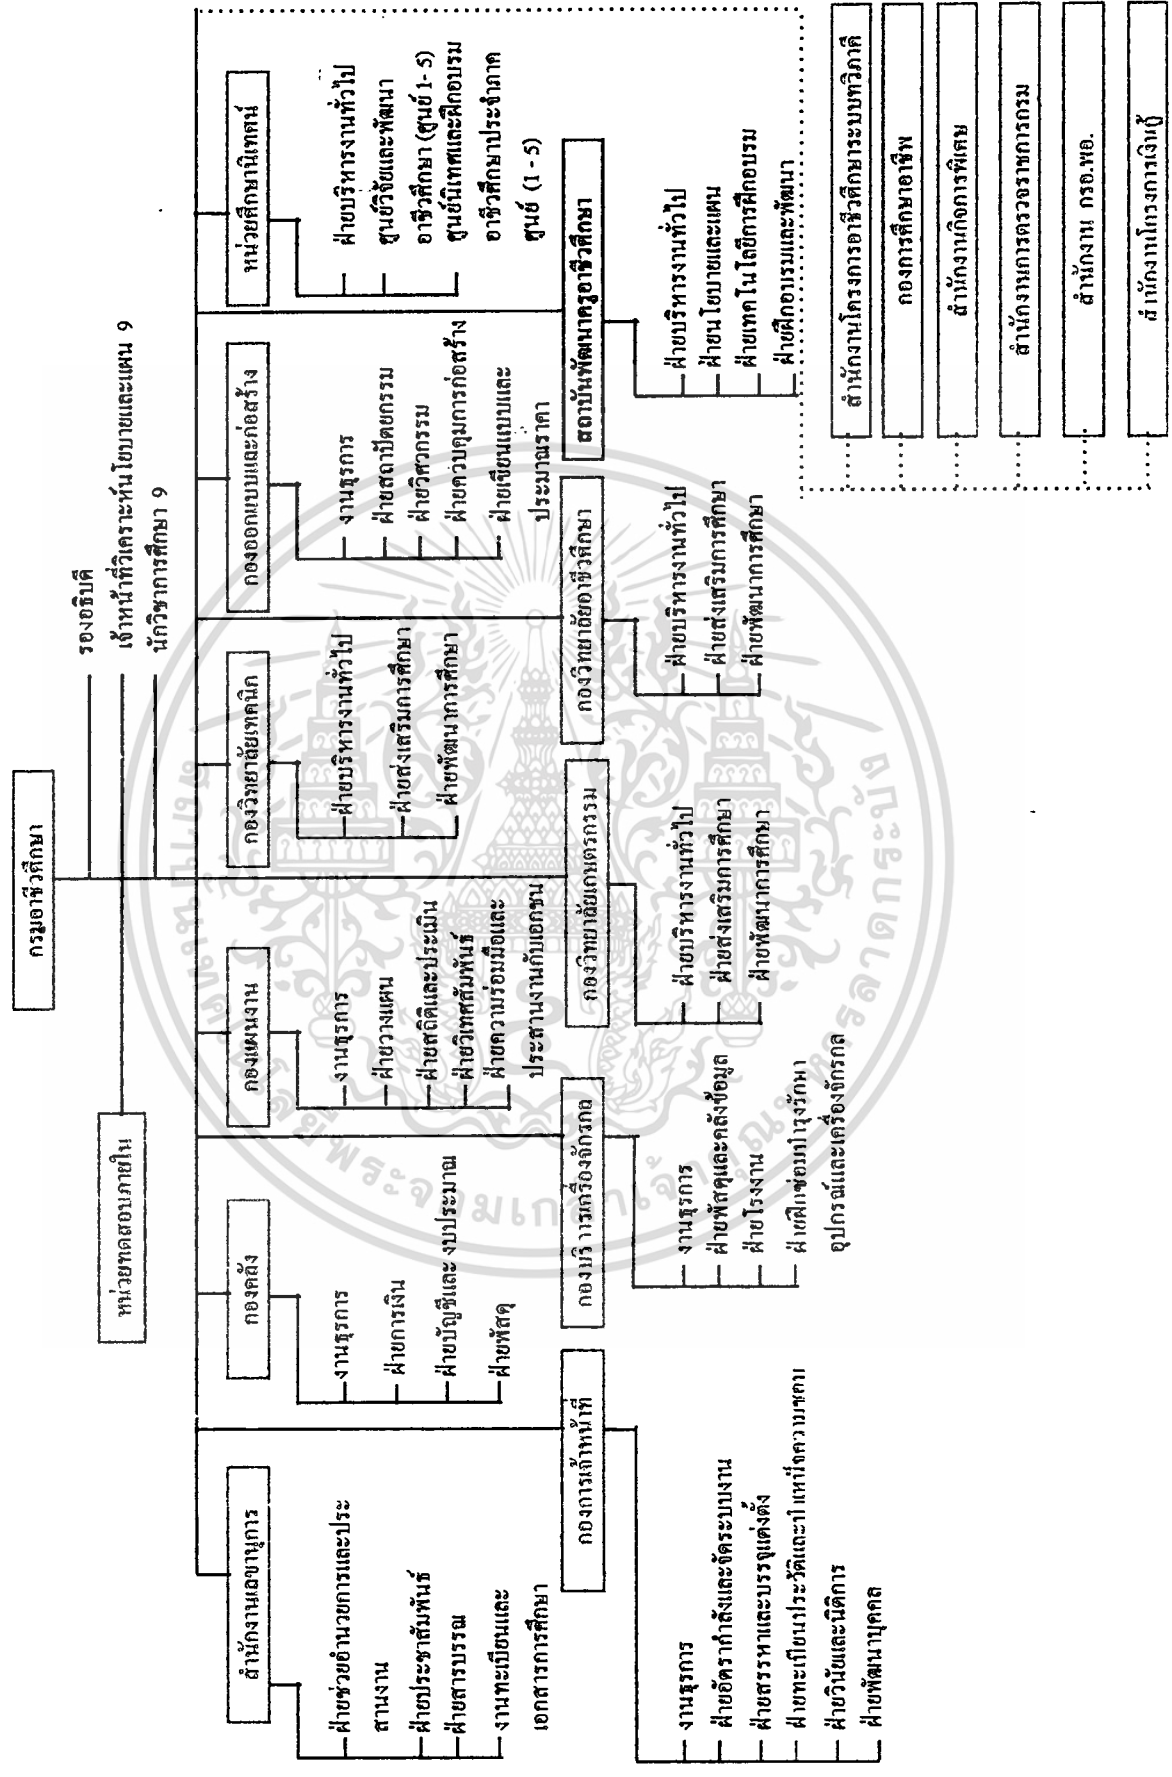 กรมอาชีวศึกษา
รองอธิบดี
เจ้าหน้าที่วิเคราะห์นโยบายและแผน 9
นักวิชาการศึกษา 9
หน่วยทดสอบภายใน
สำนักงานเลขานุการ
ฝ่ายช่วยอำนวยการและประ
สานงาน
ฝ่ายประชาสัมพันธ์
ฝ่ายสารบรรณ
งานทะเบียนและ
เอกสารการศึกษา
กองคลัง
งานธุรการ
ฝ่ายการเงิน
ฝ่ายบัญชีและ งบประมาณ
ฝ่ายพัสดุ
กองแผนงาน
งานธุรการ
ฝ่ายวางแผน
ฝ่ายสถิติและประเมิน
ฝ่ายวิเทศสัมพันธ์
ฝ่ายความร่วมมือและ
ประสานงานกับเอกชน
กองวิทยาลัยเทคนิค
ฝ่ายบริหารงานทั่วไป
ฝ่ายส่งเสริมการศึกษา
ฝ่ายพัฒนาการศึกษา
กองออกแบบและก่อสร้าง
งานธุรการ
ฝ่ายสถาปัตยกรรม
ฝ่ายวิศวกรรม
ฝ่ายควบคุมการก่อสร้าง
ฝ่ายเขียนแบบและ
ประมาณราคา
หน่วยศึกษานิเทศน์
ฝ่ายบริหารงานทั่วไป
ศูนย์วิจัยและพัฒนา
อาชีวศึกษา (ศูนย์ 1- 5)
ศูนย์นิเทศและฝึกอบรม
อาชีวศึกษาประจำภาค
ศูนย์ (1 - 5)
กองการเจ้าหน้าที่
งานธุรการ
ฝ่ายอัตรากำลังและจัดระบบงาน
ฝ่ายสรรหาและบรรจุแต่งตั้ง
ฝ่ายทะเบียนประวัติและบำเหน็จความชอบ
ฝ่ายวินัยและนิติการ
ฝ่ายพัฒนาบุคคล
กองบริการเครื่องจักรกล
งานธุรการ
ฝ่ายพัสดุและคลังข้อมูล
ฝ่ายโรงงาน
ฝ่ายฝึกซ่อมบำรุงรักษา
อุปกรณ์และเครื่องจักรกล
กองวิทยาลัยเกษตรกรรม
ฝ่ายบริหารงานทั่วไป
ฝ่ายส่งเสริมการศึกษา
ฝ่ายพัฒนาการศึกษา
กองวิทยาลัยอาชีวศึกษา
ฝ่ายบริหารงานทั่วไป
ฝ่ายส่งเสริมการศึกษา
ฝ่ายพัฒนาการศึกษา
สถาบันพัฒนาครูอาชีวศึกษา
ฝ่ายบริหารงานทั่วไป
ฝ่ายนโยบายและแผน
ฝ่ายเทคโนโลยีการฝึกอบรม
ฝ่ายฝึกอบรมและพัฒนา
สำนักงานโครงการอาชีวศึกษาระบบทวิภาคี
กองการศึกษาอาชีพ
สำนักงานกิจการพิเศษ
สำนักงานการตรวจราชการกรม
สำนักงาน กรอ.พอ.
สำนักงานโครงการเงินกู้